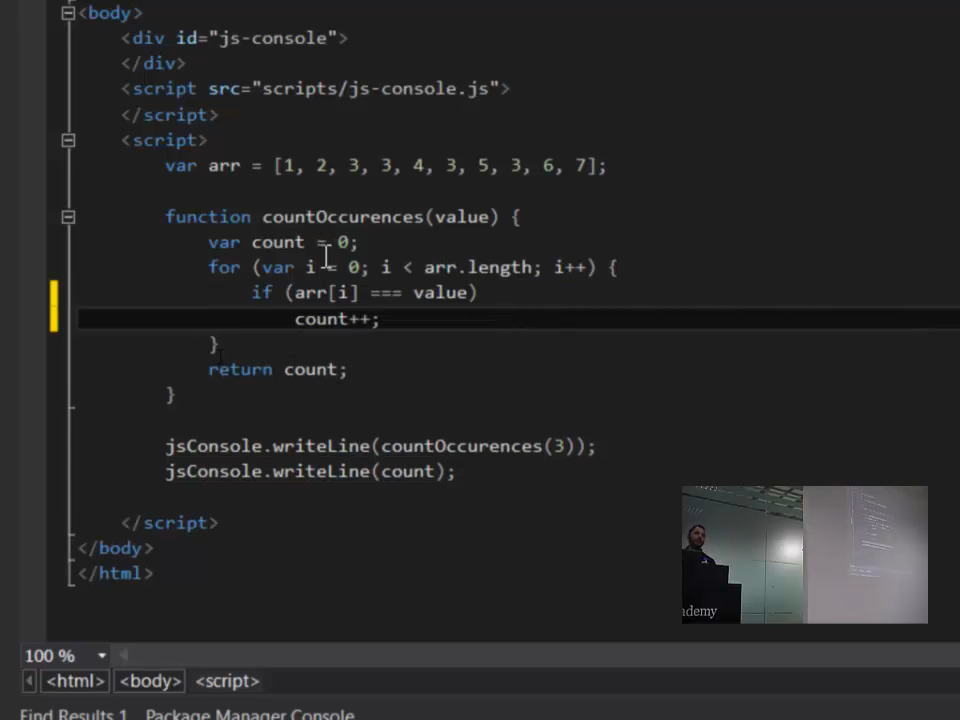 <body>
<div id="js-console">
</div>
<script src="scripts/js-console.js">
</script>
<script>
var arr = [1, 2, 3, 3, 4, 3, 5, 3, 6, 7];
function countOccurences(value) {
var count = 0;
for (var i = 0; i < arr.length; i++) {
if (arr[i] === value)
count++;
}
return count;
}
jsConsole.writeLine(countOccurences(3));
jsConsole.writeLine(count);
</script>
</body>
</html>
ademy
100 %
<html> <body> <script>
Find Results 1 Package Manager Console